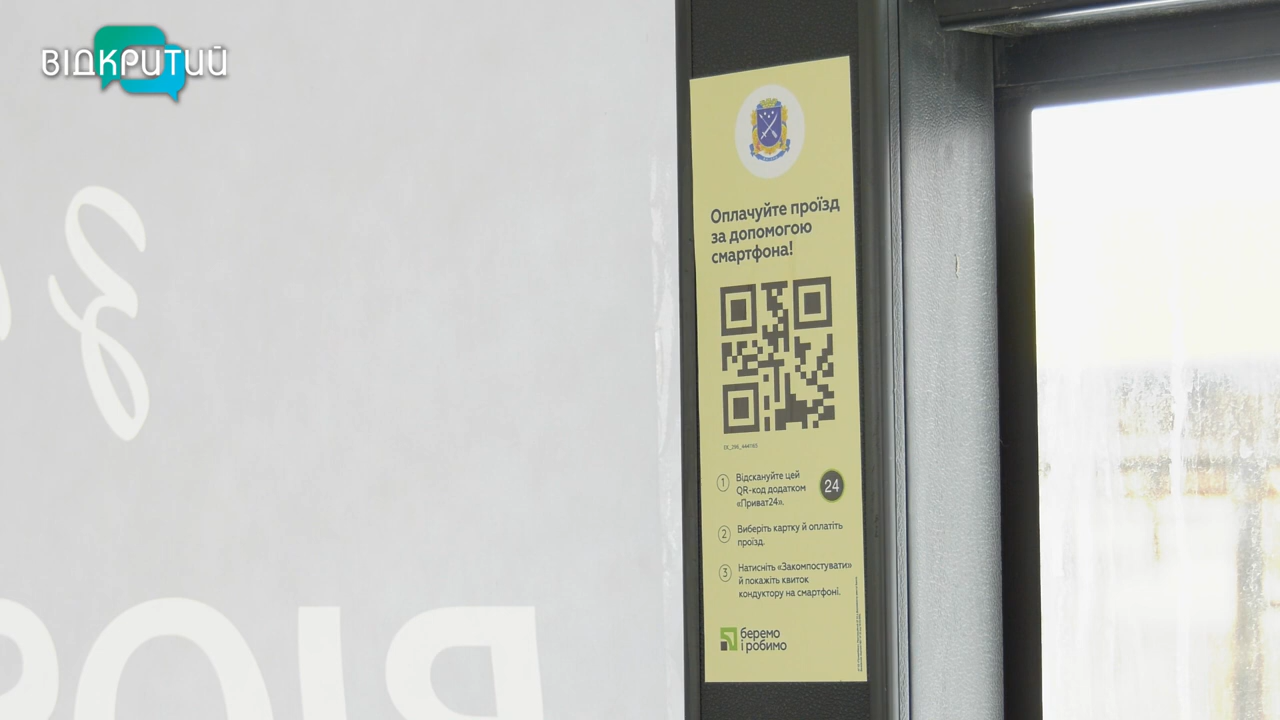 ВІДКРИТИЙ
Оплачуйте проїзд
за допомогою
смартфона!
1 Відскануйте цей
QR-код додатком
«Приват24».
24
2 Виберіть картку й оплатіть
проїзд.
3 Натисніть «Закомпостувати»
й покажіть квиток
кондуктору на смартфоні.
беремо
і робимо